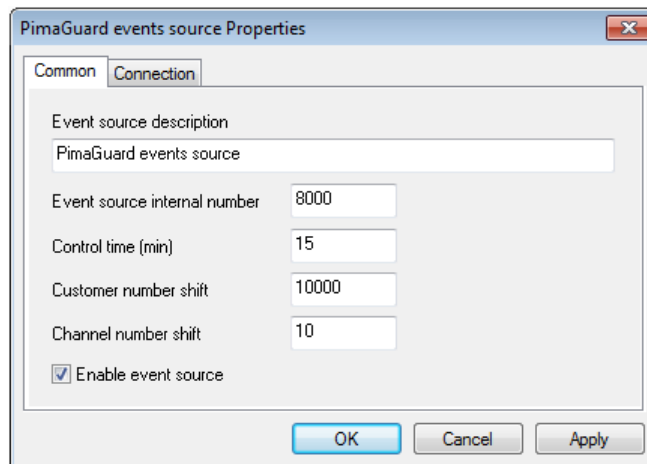 PimaGuard events source Properties
Common Connection
Event source description
PimaGuard events source
Event source internal number 8000
Control time (min) 15
Customer number shift 10000
Channel number shift 10
Enable event source
OK Cancel Apply